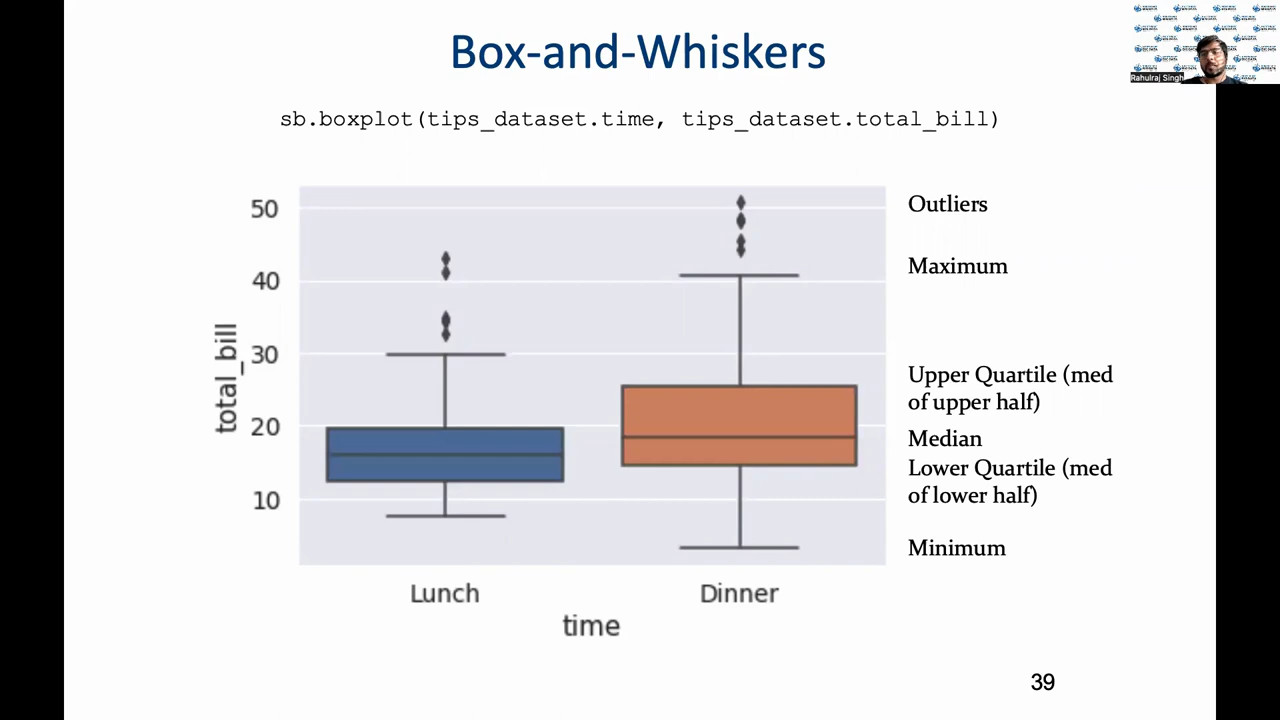 Box-and-Whiskers
Rahulraj Singh
sb.boxplot(tips_dataset.time, tips_dataset.total_bill)
50
40
30
20
10
total_bill
Lunch
Dinner
time
Outliers
Maximum
Upper Quartile (med
of upper half)
Median
Lower Quartile (med
of lower half)
Minimum
39